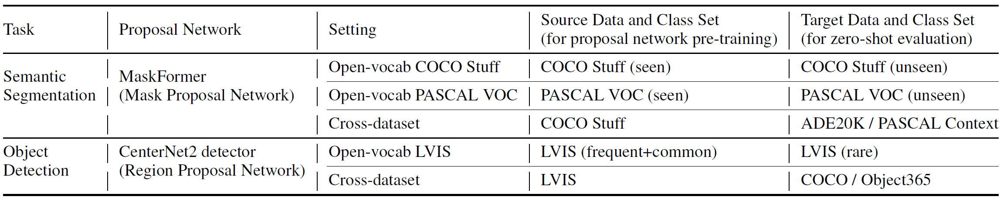 Task Proposal Network Setting Source Data and Class Set (for proposal network pre-training) Target Data and Class Set (for zero-shot evaluation)
Semantic Segmentation MaskFormer (Mask Proposal Network) Open-vocab COCO Stuff COCO Stuff (seen) COCO Stuff (unseen)
Open-vocab PASCAL VOC PASCAL VOC (seen) PASCAL VOC (unseen)
Cross-dataset COCO Stuff ADE20K / PASCAL Context
Object Detection CenterNet2 detector (Region Proposal Network) Open-vocab LVIS LVIS (frequent+common) LVIS (rare)
Cross-dataset LVIS COCO / Object365